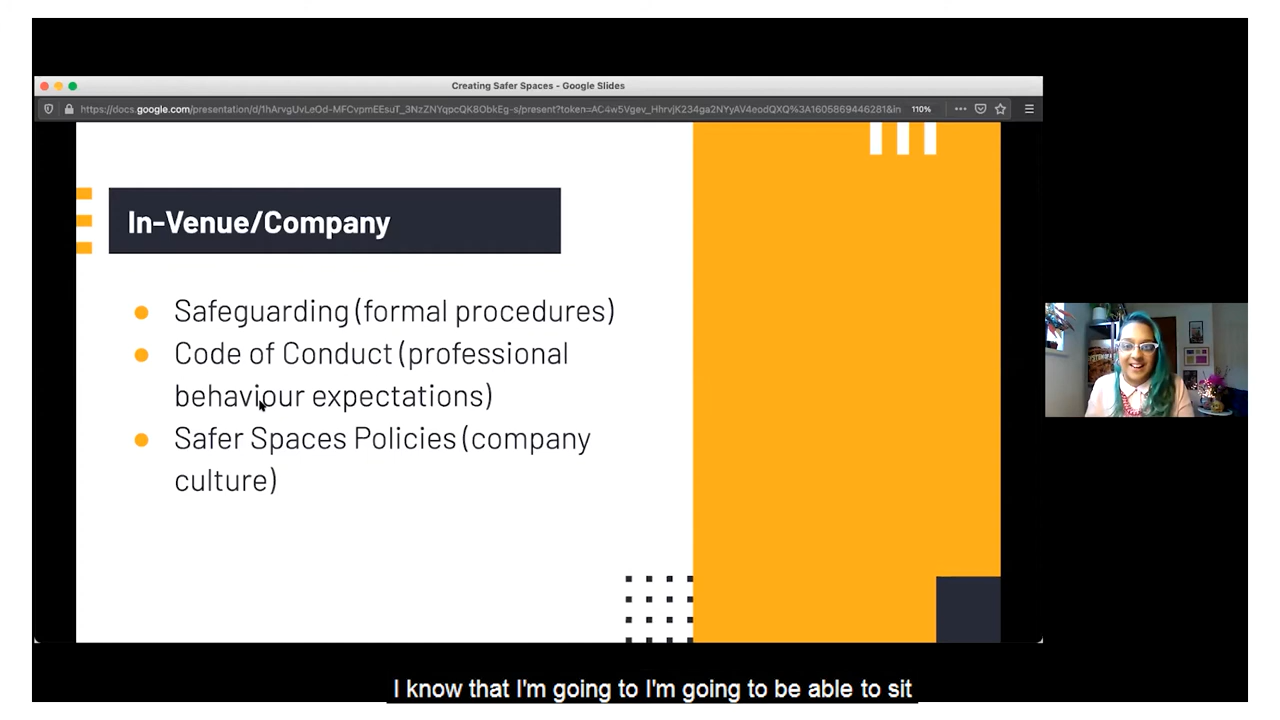 Creating Safer Spaces - Google Slides
110%
In-Venue/Company
Safeguarding (formal procedures)
Code of Conduct (professional
behaviour expectations)
Safer Spaces Policies (company
culture)
I know that I'm going to I'm going to be able to sit